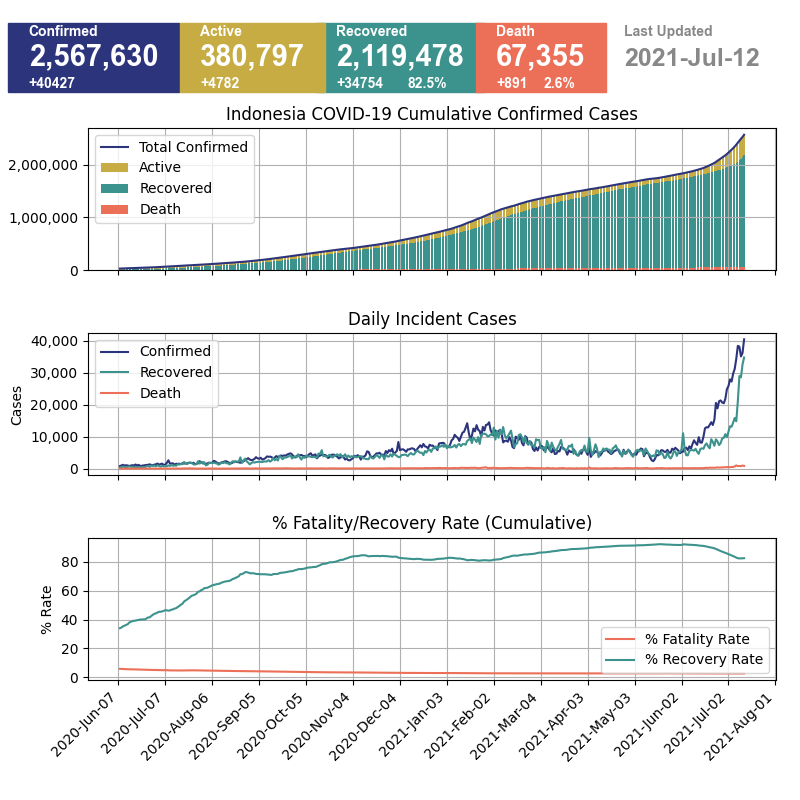 Confirmed
2,567,630
+40427
Active
380,797
+4782
Recovered
2,119,478
+34754 82.5%
Death
67,355
+891 2.6%
Last Updated
2021-Jul-12
Indonesia COVID-19 Cumulative Confirmed Cases
Total Confirmed
Active
Recovered
Death
2,000,000
1,000,000
0
Daily Incident Cases
Confirmed
Recovered
Death
Cases
40,000
30,000
20,000
10,000
0
% Fatality/Recovery Rate (Cumulative)
% Rate
80
60
40
20
0
% Fatality Rate
% Recovery Rate
2020-Jun-07
2020-Jul-07
2020-Aug-06
2020-Sep-05
2020-Oct-05
2020-Nov-04
2020-Dec-04
2021-Jan-03
2021-Feb-02
2021-Mar-04
2021-Apr-03
2021-May-03
2021-Jun-02
2021-Jul-02
2021-Aug-01